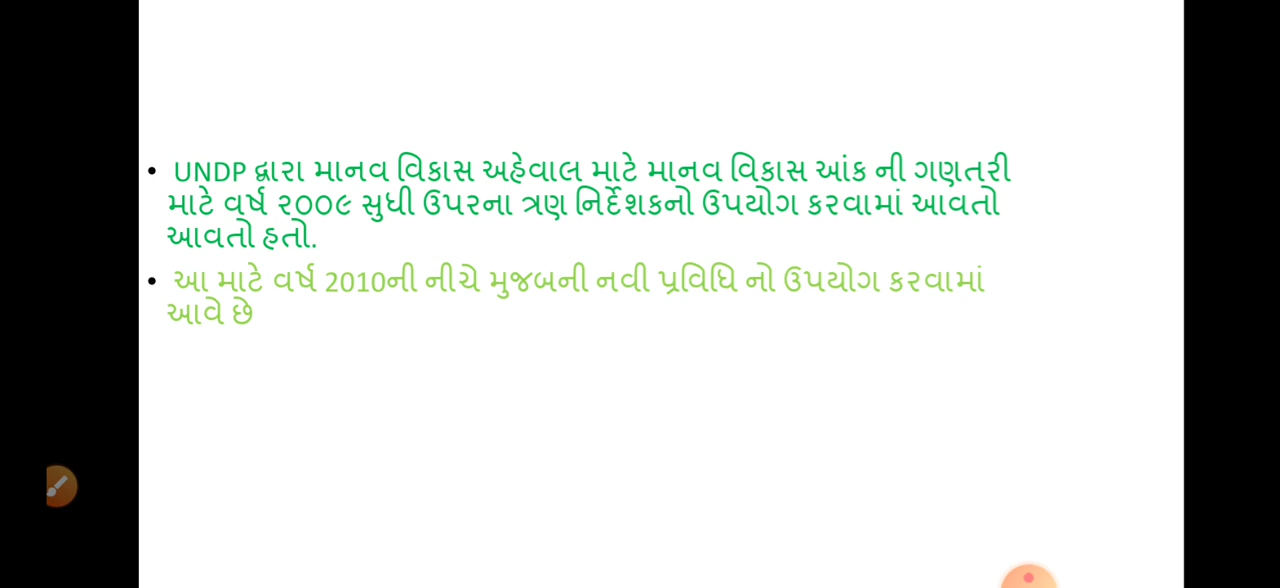 • UNDP દ્વારા માનવ વિકાસ અહેવાલ માટે માનવ વિકાસ આંક ની ગણતરી
માટે વર્ષ ૨૦૦૯ સુધી ઉપરના ત્રણ નિર્દેશકનો ઉપયોગ કરવામાં આવતો
આવતો હતો.
• આ માટે વર્ષ 2010ની નીચે મુજબની નવી પ્રવિધિ નો ઉપયોગ કરવામાં
આવે છે